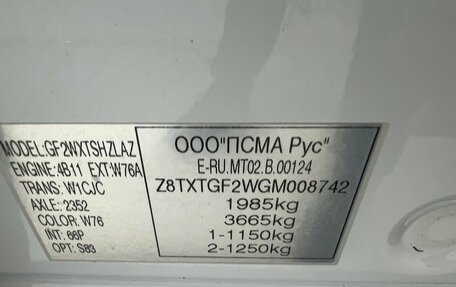 MODEL:GF2WXTSHZLAZ
ENGINE: 4B11 EXT:W76A
TRANS: W1CJC
AXLE: 2352
COLOR: W76
INT: 66P
OPT: S83
ООО"ПСМА Рус"
E-RU.MT02.B.00124
Z8TXTGF2WGM008742
1985kg
3665kg
1-1150kg
2-1250kg